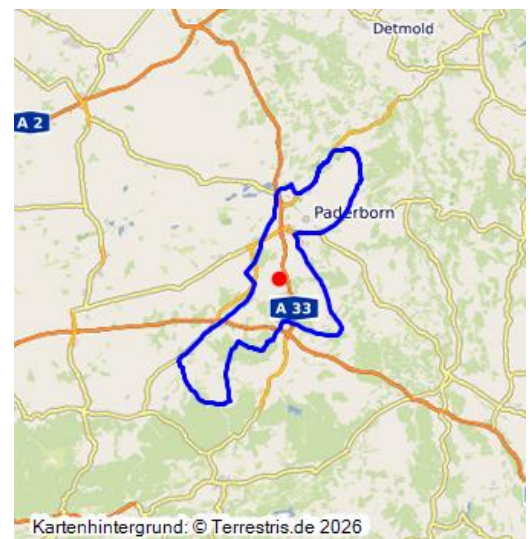 Detmold
A 2
Paderborn
A 33
Kartenhintergrund: © Terrestris.de 2026